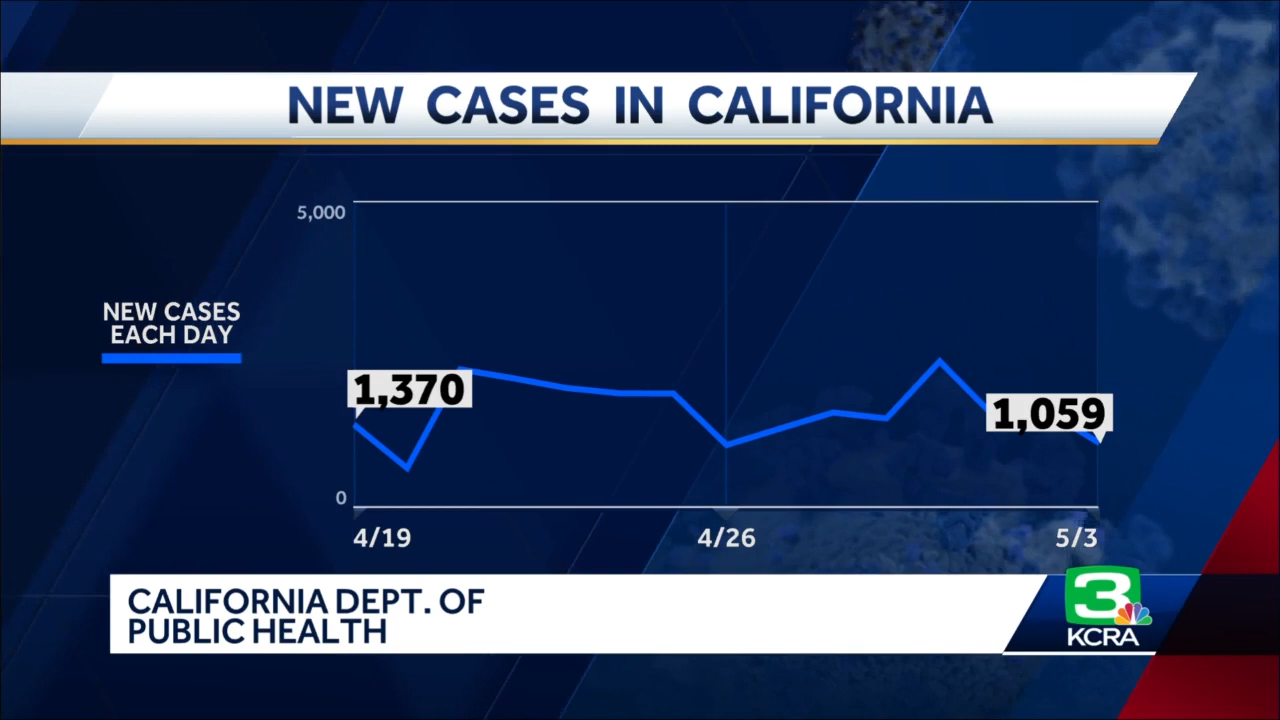 NEW CASES IN CALIFORNIA
5,000
NEW CASES
EACH DAY
1,370
1,059
0
4/19
4/26
5/3
CALIFORNIA DEPT. OF
PUBLIC HEALTH
3
KCRA